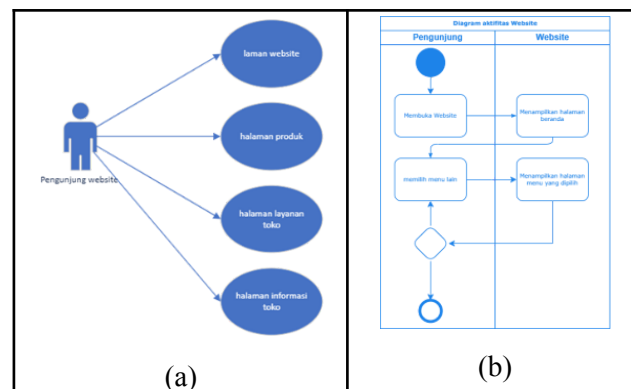 laman website
halaman produk
Pengunjung website
halaman layanan
toko
halaman informasi
toko
(a)
Diagram aktifitas Website
Pengunjung
Website
Membuka Website
Menampilkan halaman
beranda
memilih menu lain
Menampilkan halaman
menu yang dipilih
(b)